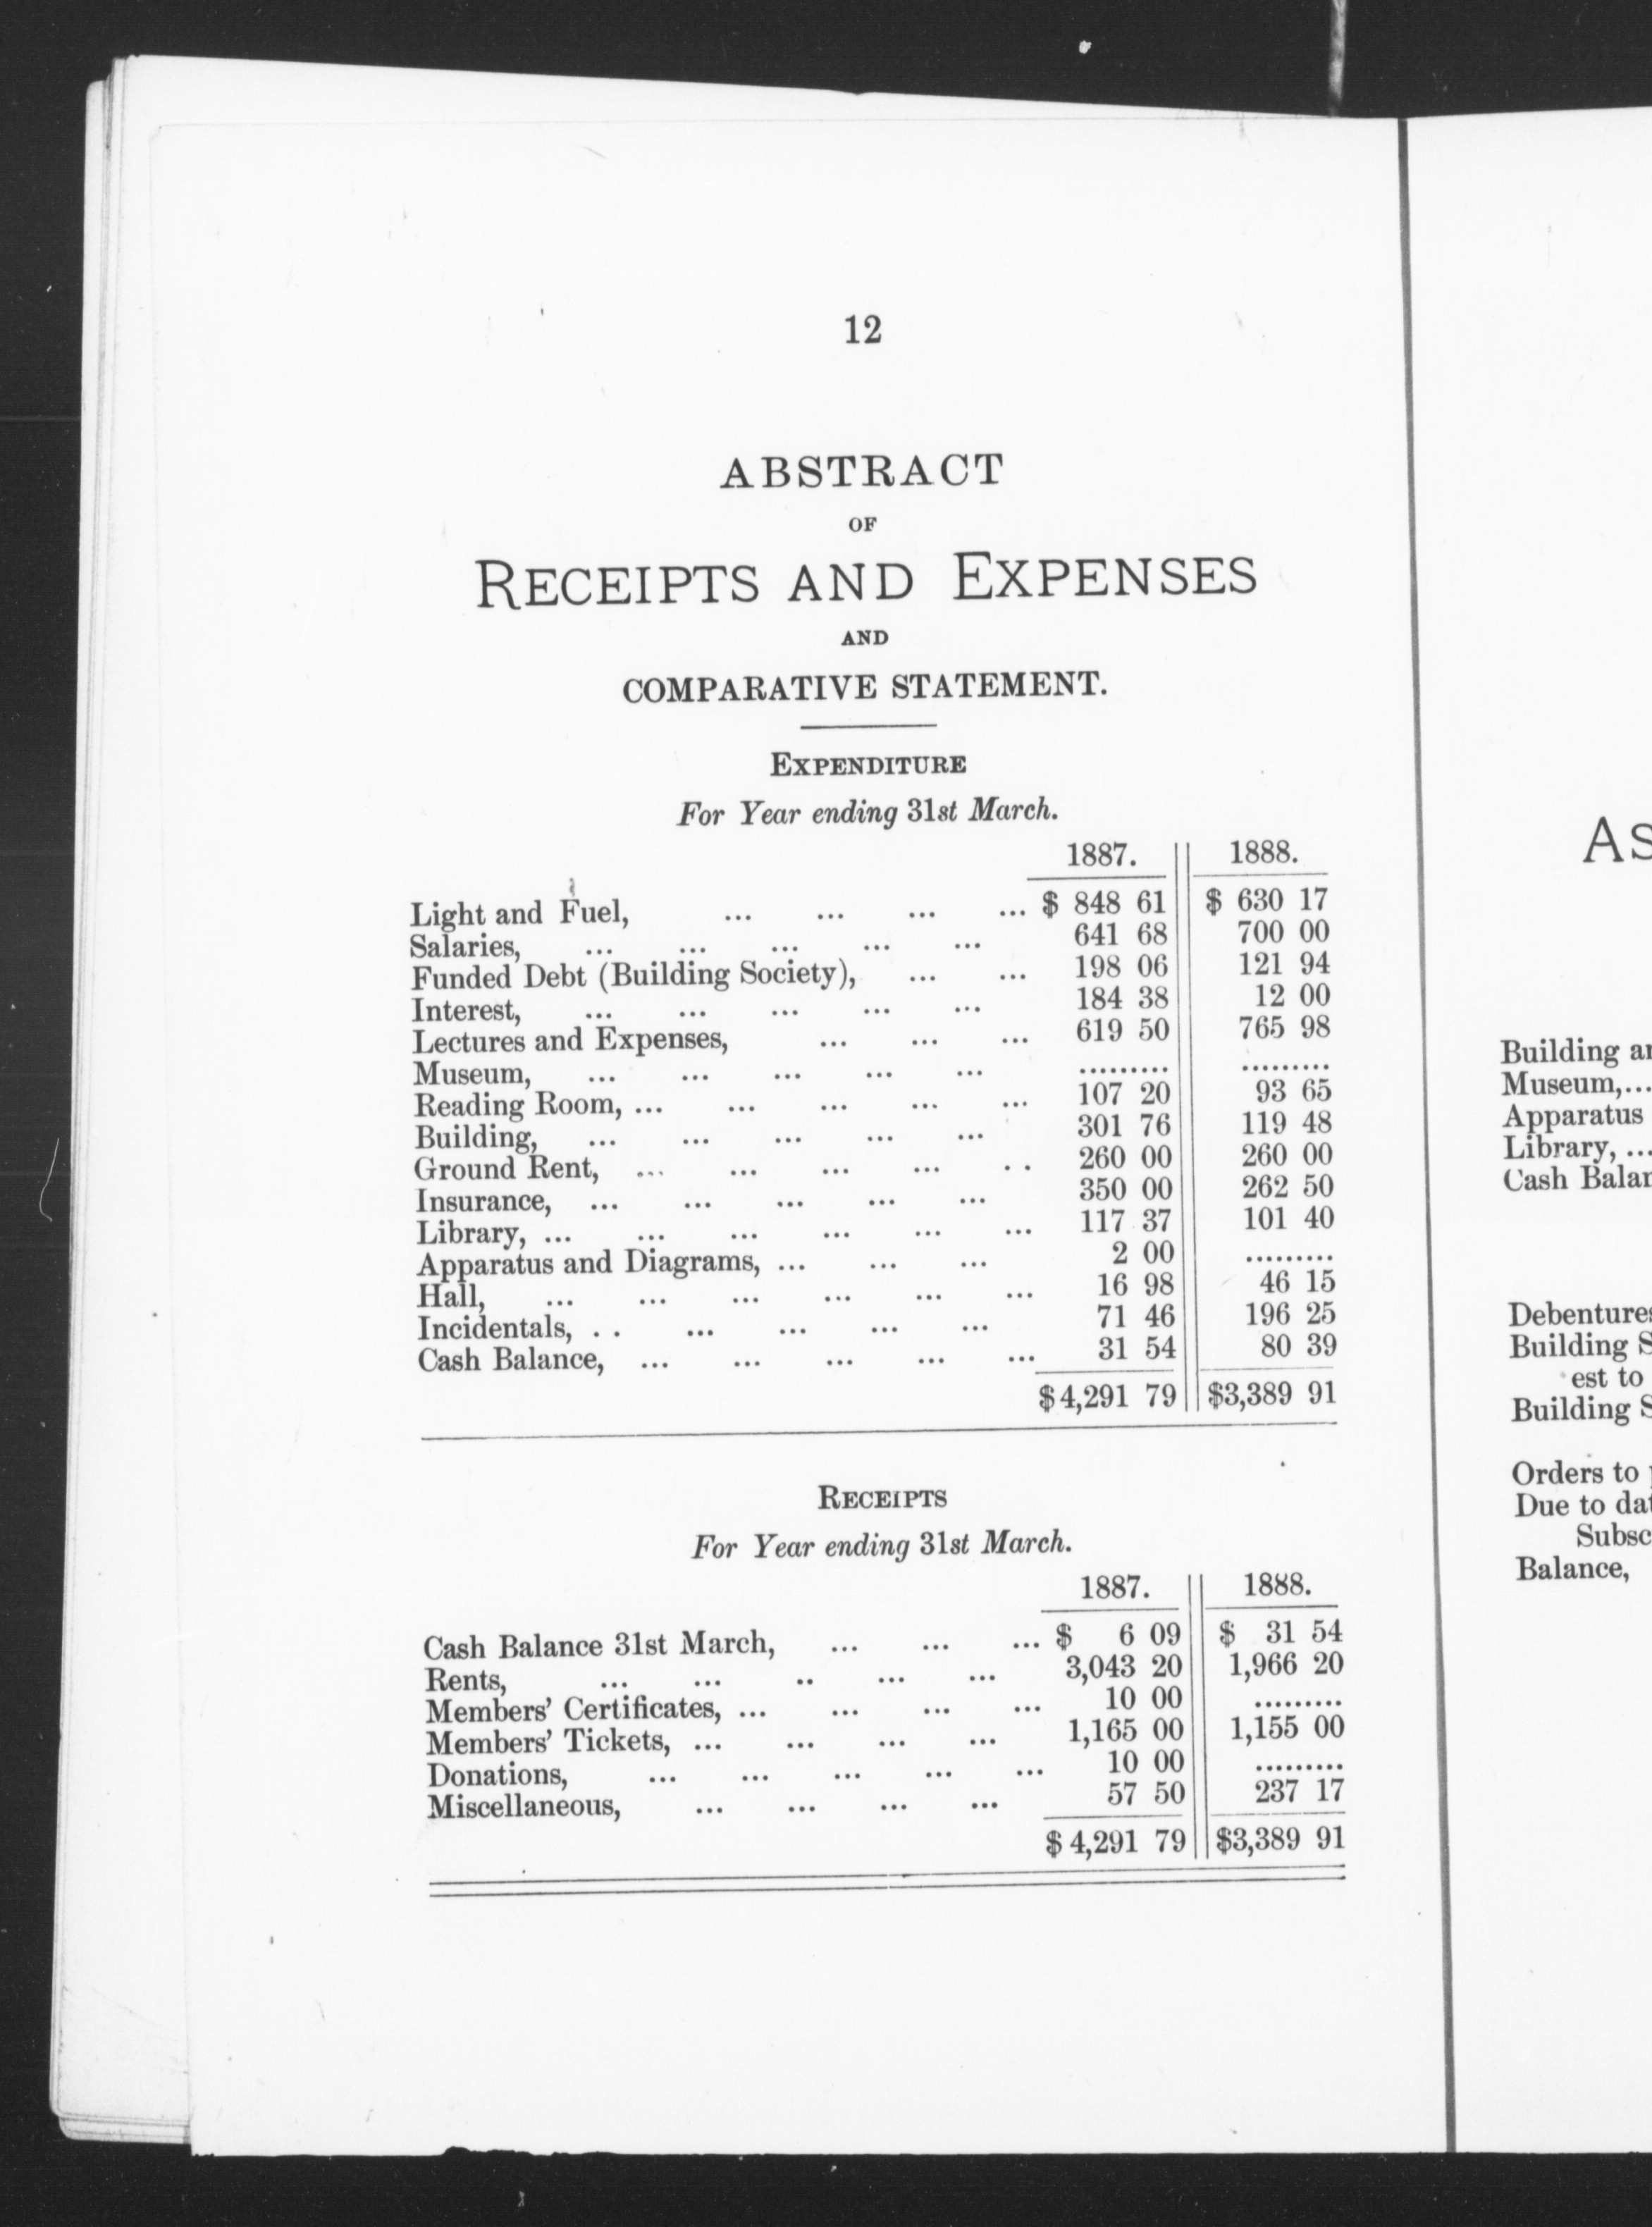 12
ABSTRACT
OF
RECEIPTS AND EXPENSES
AND
COMPARATIVE STATEMENT.
EXPENDITURE
For Year ending 31st March.
1887. 1888.
Light and Fuel, ... ... ... ... $ 848 61 $ 630 17
Salaries, ... ... ... ... ... 641 68 700 00
Funded Debt (Building Society), ... ... 198 06 121 94
Interest, ... ... ... ... ... 184 38 12 00
Lectures and Expenses, ... ... ... 619 50 765 98
Museum, ... ... ... ... ... ......... .........
Reading Room, ... ... ... ... ... 107 20 93 65
Building, ... ... ... ... ... 301 76 119 48
Ground Rent, ... ... ... ... . . 260 00 260 00
Insurance, ... ... ... ... ... 350 00 262 50
Library, ... ... ... ... ... ... 117 37 101 40
Apparatus and Diagrams, ... ... ... 2 00 .........
Hall, ... ... ... ... ... ... 16 98 46 15
Incidentals, . . ... ... ... ... 71 46 196 25
Cash Balance, ... ... ... ... ... 31 54 80 39
$4,291 79 $3,389 91
RECEIPTS
For Year ending 31st March.
1887. 1888.
Cash Balance 31st March, ... ... ... $ 6 09 $ 31 54
Rents, ... ... .. ... ... 3,043 20 1,966 20
Members' Certificates, ... ... ... ... 10 00 .........
Members' Tickets, ... ... ... ... 1,165 00 1,155 00
Donations, ... ... ... ... ... 10 00 .........
Miscellaneous, ... ... ... ... 57 50 237 17
$4,291 79 $3,389 91
As
Building
Museum,...
Apparatus
Library, ...
Cash
Debentures
Building S
est to
Building S
Orders to
Due to
Balance,